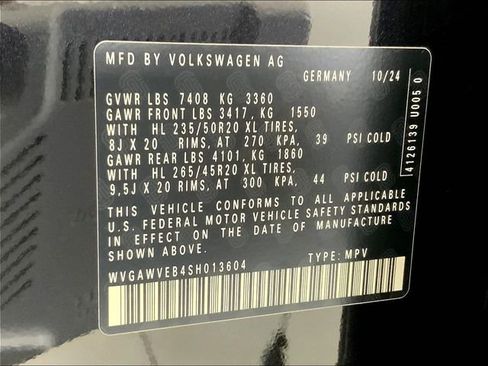 MFD BY VOLKSWAGEN AG
GERMANY 10/24
GVWR LBS 7408 KG 3360
GAWR FRONT LBS 3417, KG 1550
WITH HL 235/50R20 XL TIRES,
8J X 20 RIMS, AT 270 KPA, 39 PSI COLD
GAWR REAR LBS 4101, KG 1860
WITH HL 265/45R20 XL TIRES,
9,5J X 20 RIMS, AT 300 KPA, 44 PSI COLD
THIS VEHICLE CONFORMS TO ALL APPLICABLE
U.S. FEDERAL MOTOR VEHICLE SAFETY STANDARDS
IN EFFECT ON THE DATE OF MANUFACTURE
SHOWN ABOVE.
WVGAWVEB4SH013604 TYPE: MPV
4126139 U005 0